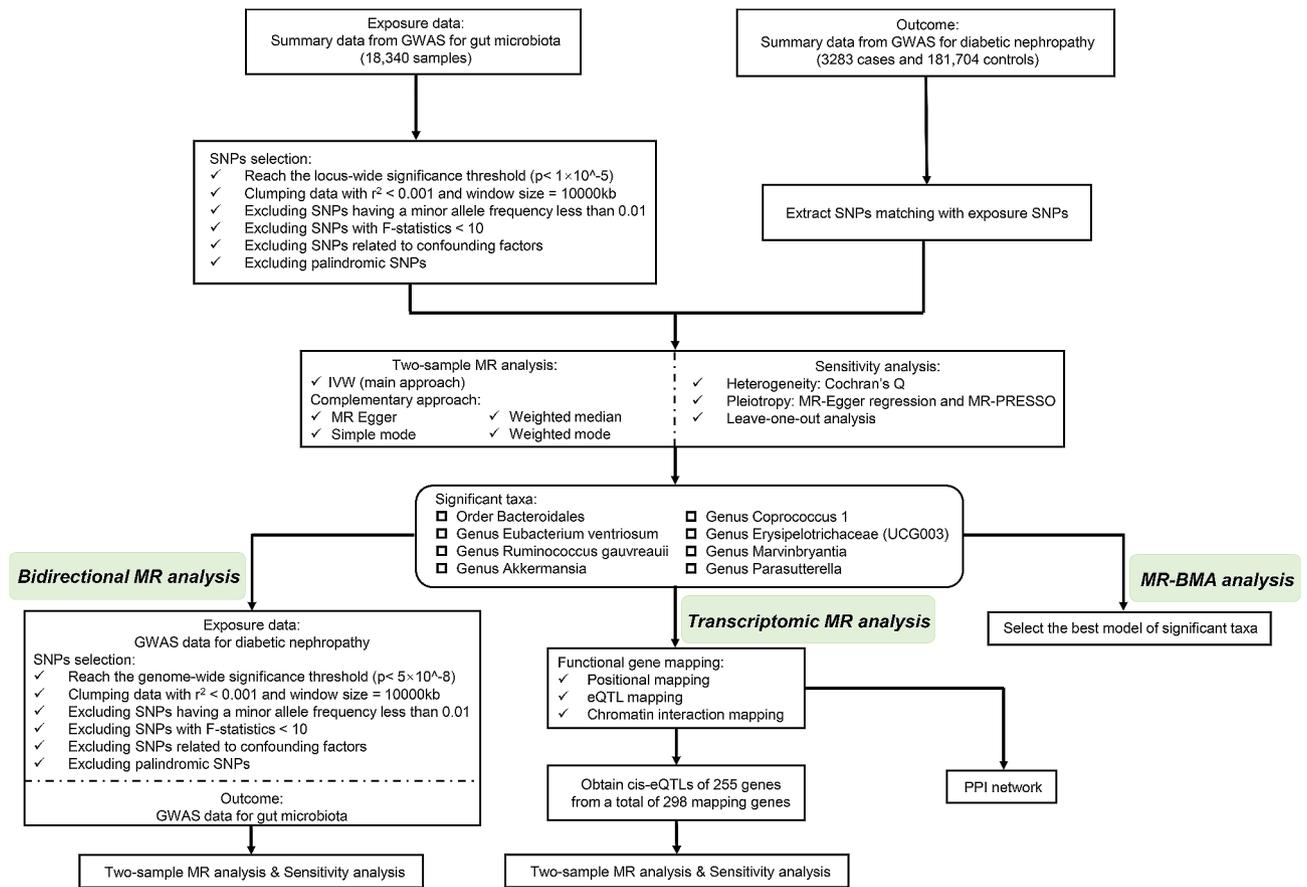 Exposure data:
Summary data from GWAS for gut microbiota
(18,340 samples)
Outcome:
Summary data from GWAS for diabetic nephropathy
(3283 cases and 181,704 controls)
SNPs selection:
✓ Reach the locus-wide significance threshold (p< 1×10^-5)
✓ Clumping data with r² < 0.001 and window size = 10000kb
✓ Excluding SNPs having a minor allele frequency less than 0.01
✓ Excluding SNPs with F-statistics < 10
✓ Excluding SNPs related to confounding factors
✓ Excluding palindromic SNPs
Extract SNPs matching with exposure SNPs
Two-sample MR analysis:
✓ IVW (main approach)
Complementary approach:
✓ MR Egger ✓ Weighted median
✓ Simple mode ✓ Weighted mode
Sensitivity analysis:
✓ Heterogeneity: Cochran's Q
✓ Pleiotropy: MR-Egger regression and MR-PRESSO
✓ Leave-one-out analysis
Significant taxa:
Order Bacteroidales
Genus Eubacterium ventriosum
Genus Ruminococcus gauvreauii
Genus Akkermansia
Genus Coprococcus 1
Genus Erysipelotrichaceae (UCG003)
Genus Marvinbryantia
Genus Parasutterella
Bidirectional MR analysis
Exposure data:
GWAS data for diabetic nephropathy
SNPs selection:
✓ Reach the genome-wide significance threshold (p< 5×10^-8)
✓ Clumping data with r² < 0.001 and window size = 10000kb
✓ Excluding SNPs having a minor allele frequency less than 0.01
✓ Excluding SNPs with F-statistics < 10
✓ Excluding SNPs related to confounding factors
✓ Excluding palindromic SNPs
Outcome:
GWAS data for gut microbiota
Two-sample MR analysis & Sensitivity analysis
Transcriptomic MR analysis
Functional gene mapping:
✓ Positional mapping
✓ eQTL mapping
✓ Chromatin interaction mapping
Obtain cis-eQTLs of 255 genes
from a total of 298 mapping genes
Two-sample MR analysis & Sensitivity analysis
PPI network
MR-BMA analysis
Select the best model of significant taxa